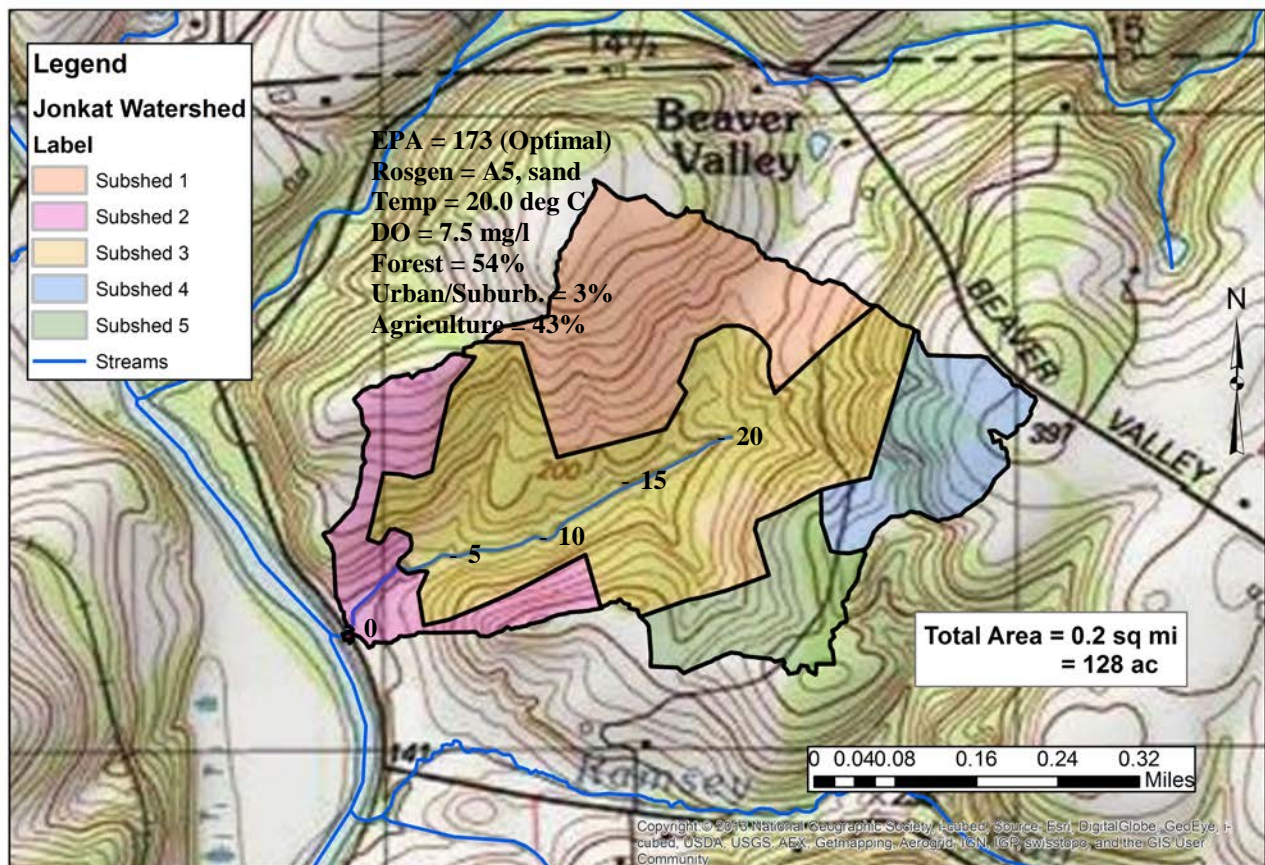 Legend
Jonkat Watershed
Label
Subshed 1
Subshed 2
Subshed 3
Subshed 4
Subshed 5
Streams
14½
15
Beaver
Valley
EPA = 173 (Optimal)
Rosgen = A5, sand
Temp = 20.0 deg C
DO = 7.5 mg/l
Forest = 54%
Urban/Suburb. = 3%
Agriculture = 43%
N
BEAVER
VALLEY
397
200
- 20
- 15
- 10
- 5
0
Total Area = 0.2 sq mi
= 128 ac
141
Ramsey
0 0.04 0.08 0.16 0.24 0.32
Miles
Copyright © 2013 National Geographic Society, i-cubed, Source: Esri, DigitalGlobe, GeoEye, i-
cubed, USDA, USGS, AEX, Getmapping, Aerogrid, IGN, IGP, swisstopo, and the GIS User
Community